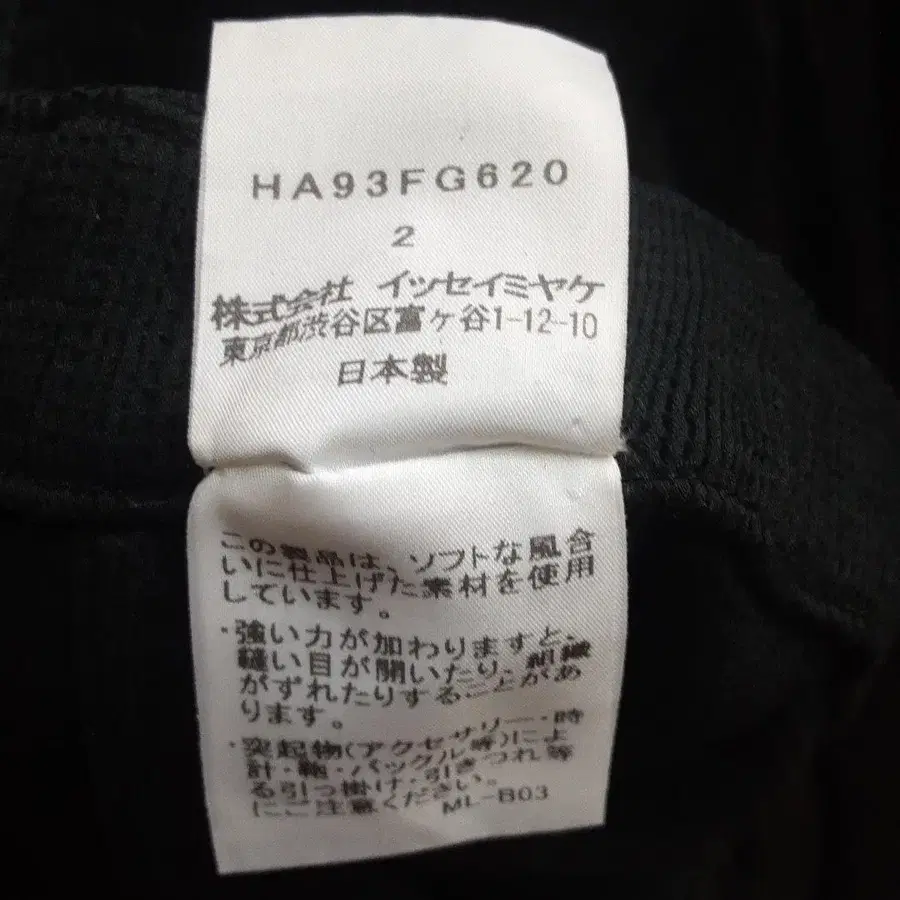 HA93FG620
2
株式会社 イッセイミヤケ
東京都渋谷区富ヶ谷1-12-10
日本製
この製品は、ソフトな風合
いに仕上げた素材を使用
しています。
・強い力が加わりますと、
縫い目が開いたり、組織
がずれたりすることがあ
ります。
・突起物(アクセサリー・時
計・鞄・バックル等)によ
る引っ掛け・引きつれ等
にご注意ください。
ML-B03